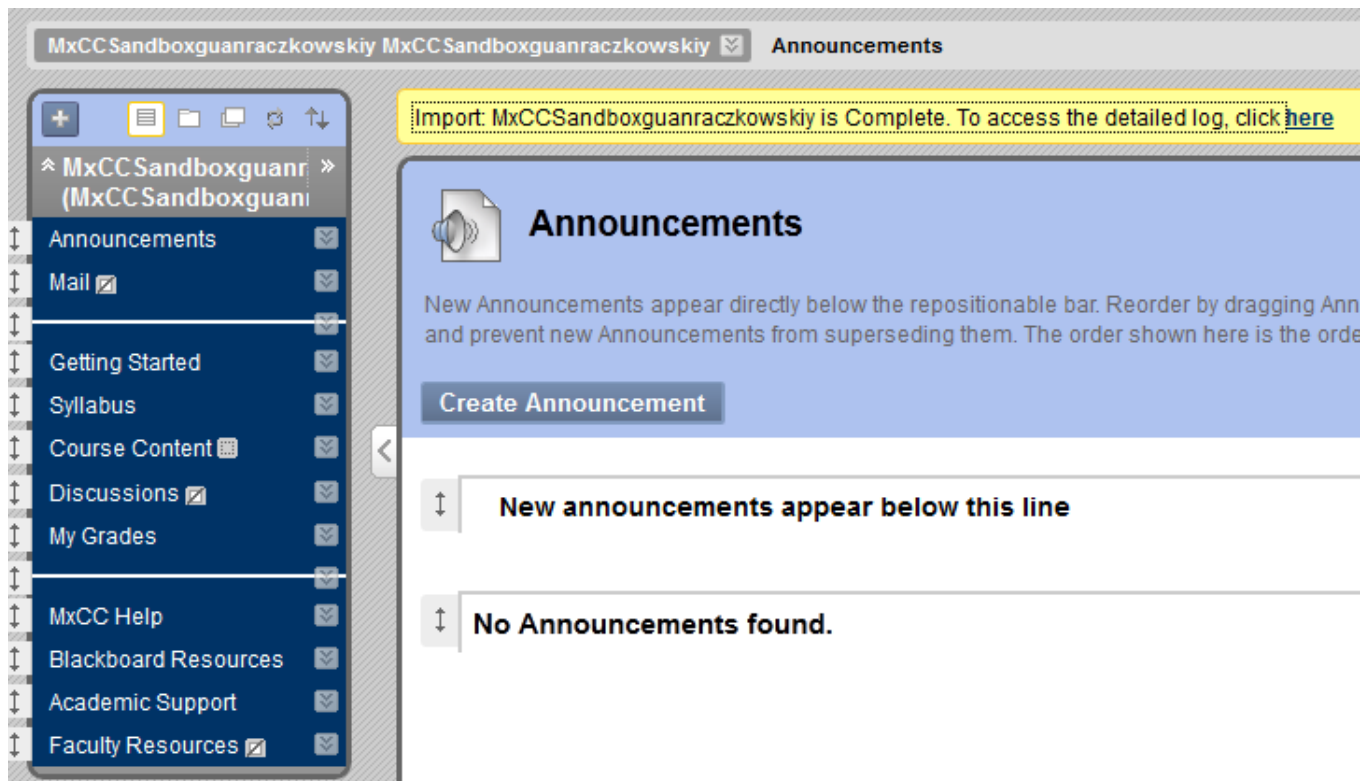 MxCCSandboxguanraczkowskiy MxCCSandboxguanraczkowskiy Announcements
Import: MxCCSandboxguanraczkowskiy is Complete. To access the detailed log, click here
MxCCSandboxguanr
(MxCCSandboxguani
Announcements
Mail
Getting Started
Syllabus
Course Content
Discussions
My Grades
MxCC Help
Blackboard Resources
Academic Support
Faculty Resources
Announcements
New Announcements appear directly below the repositionable bar. Reorder by dragging Ann
and prevent new Announcements from superseding them. The order shown here is the orde
Create Announcement
New announcements appear below this line
No Announcements found.